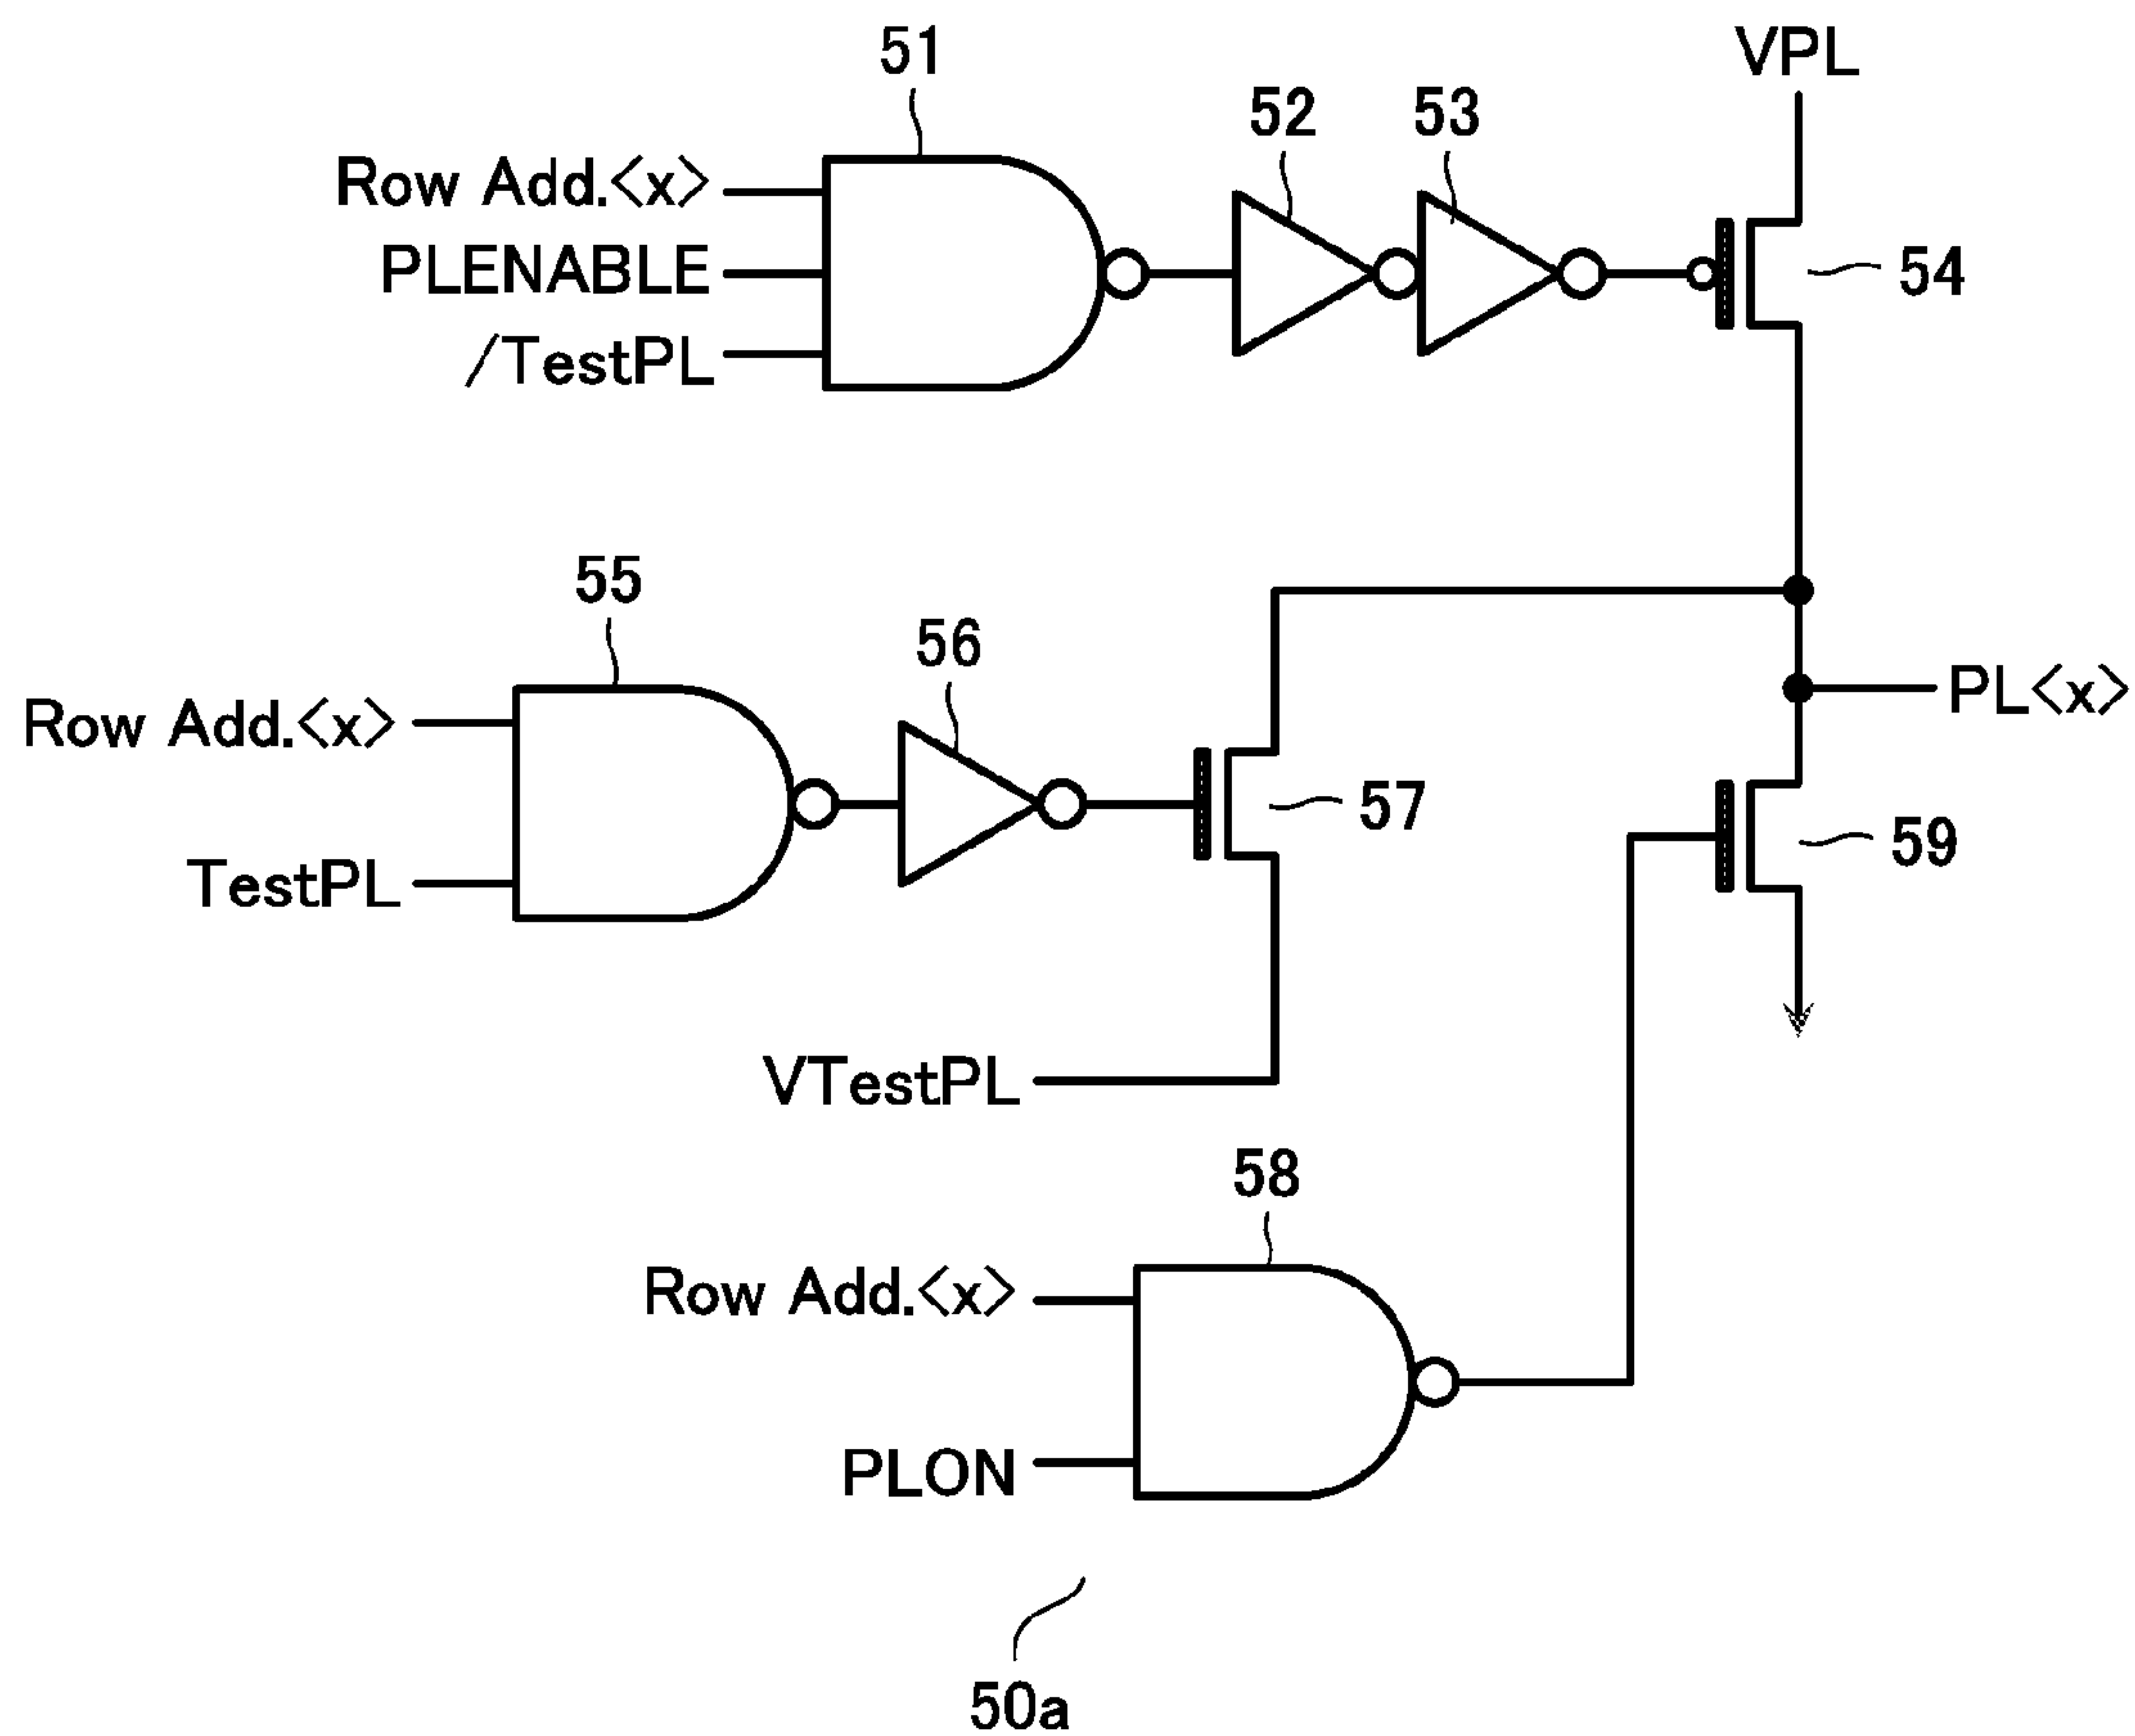 51
VPL
52
53
Row Add.<x>
PLENABLE
/TestPL
54
55
56
Row Add.<x>
TestPL
57
PL<x>
59
VTestPL
58
Row Add.<x>
PLON
50a